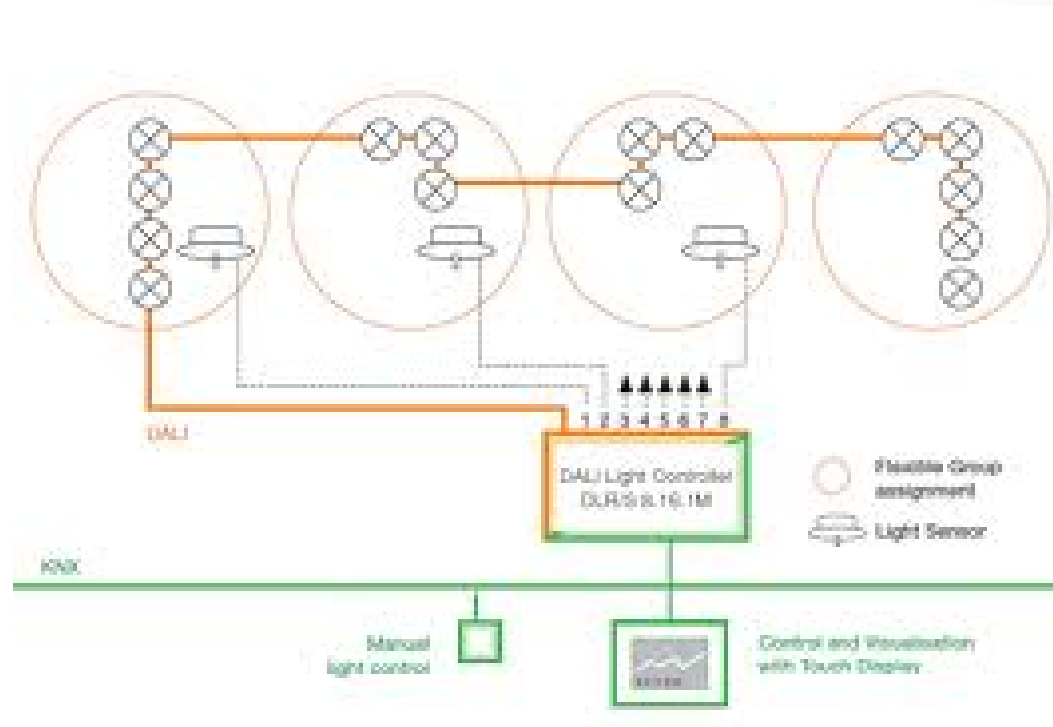 1 2 3 4 5 6 7 8
DALI
DALI Light Controller
DLR/S 8.16.1M
Flexible Group
assignment
Light Sensor
KNX
Manual
light control
Control and Visualisation
with Touch Display